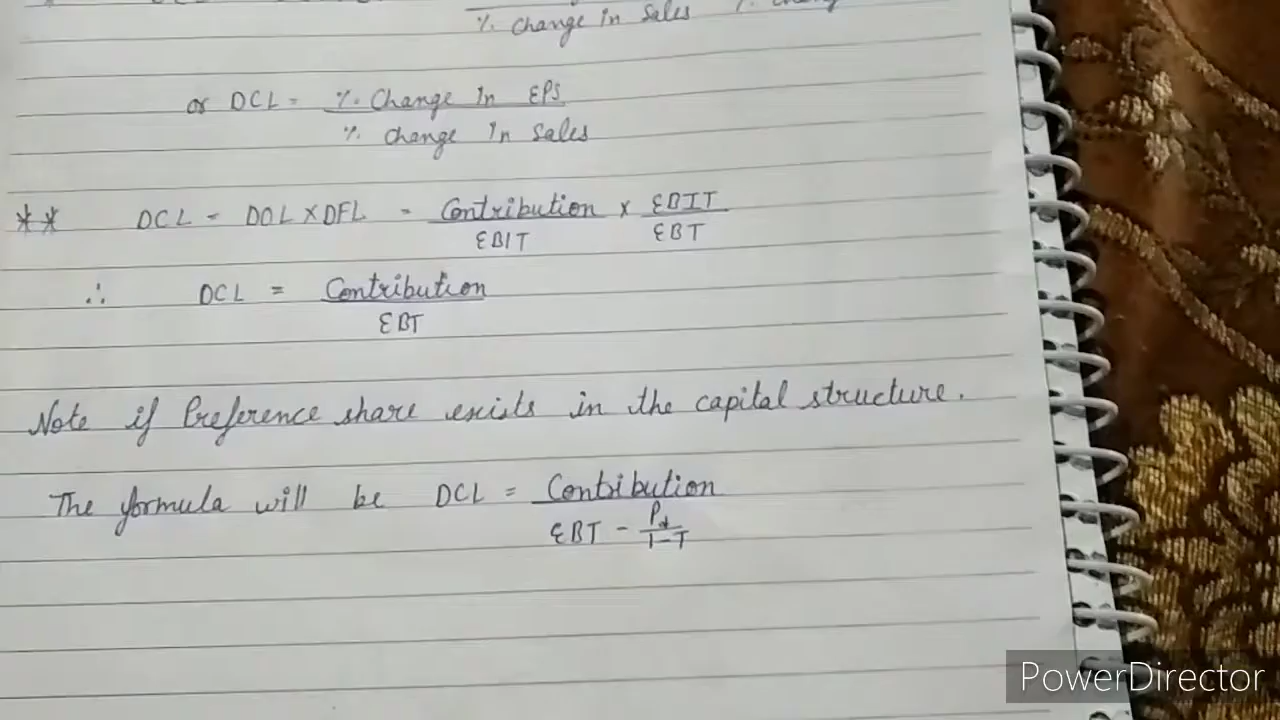 % Change in Sales %
or DCL = % Change In EPS
% change In Sales
** DCL = DOL X DFL = Contribution x EBIT
EBIT EBT
∴ DCL = Contribution
EBT
Note if Preference share exists in the capital structure.
The formula will be DCL = Contribution
EBT - Pd
1-T
PowerDirector